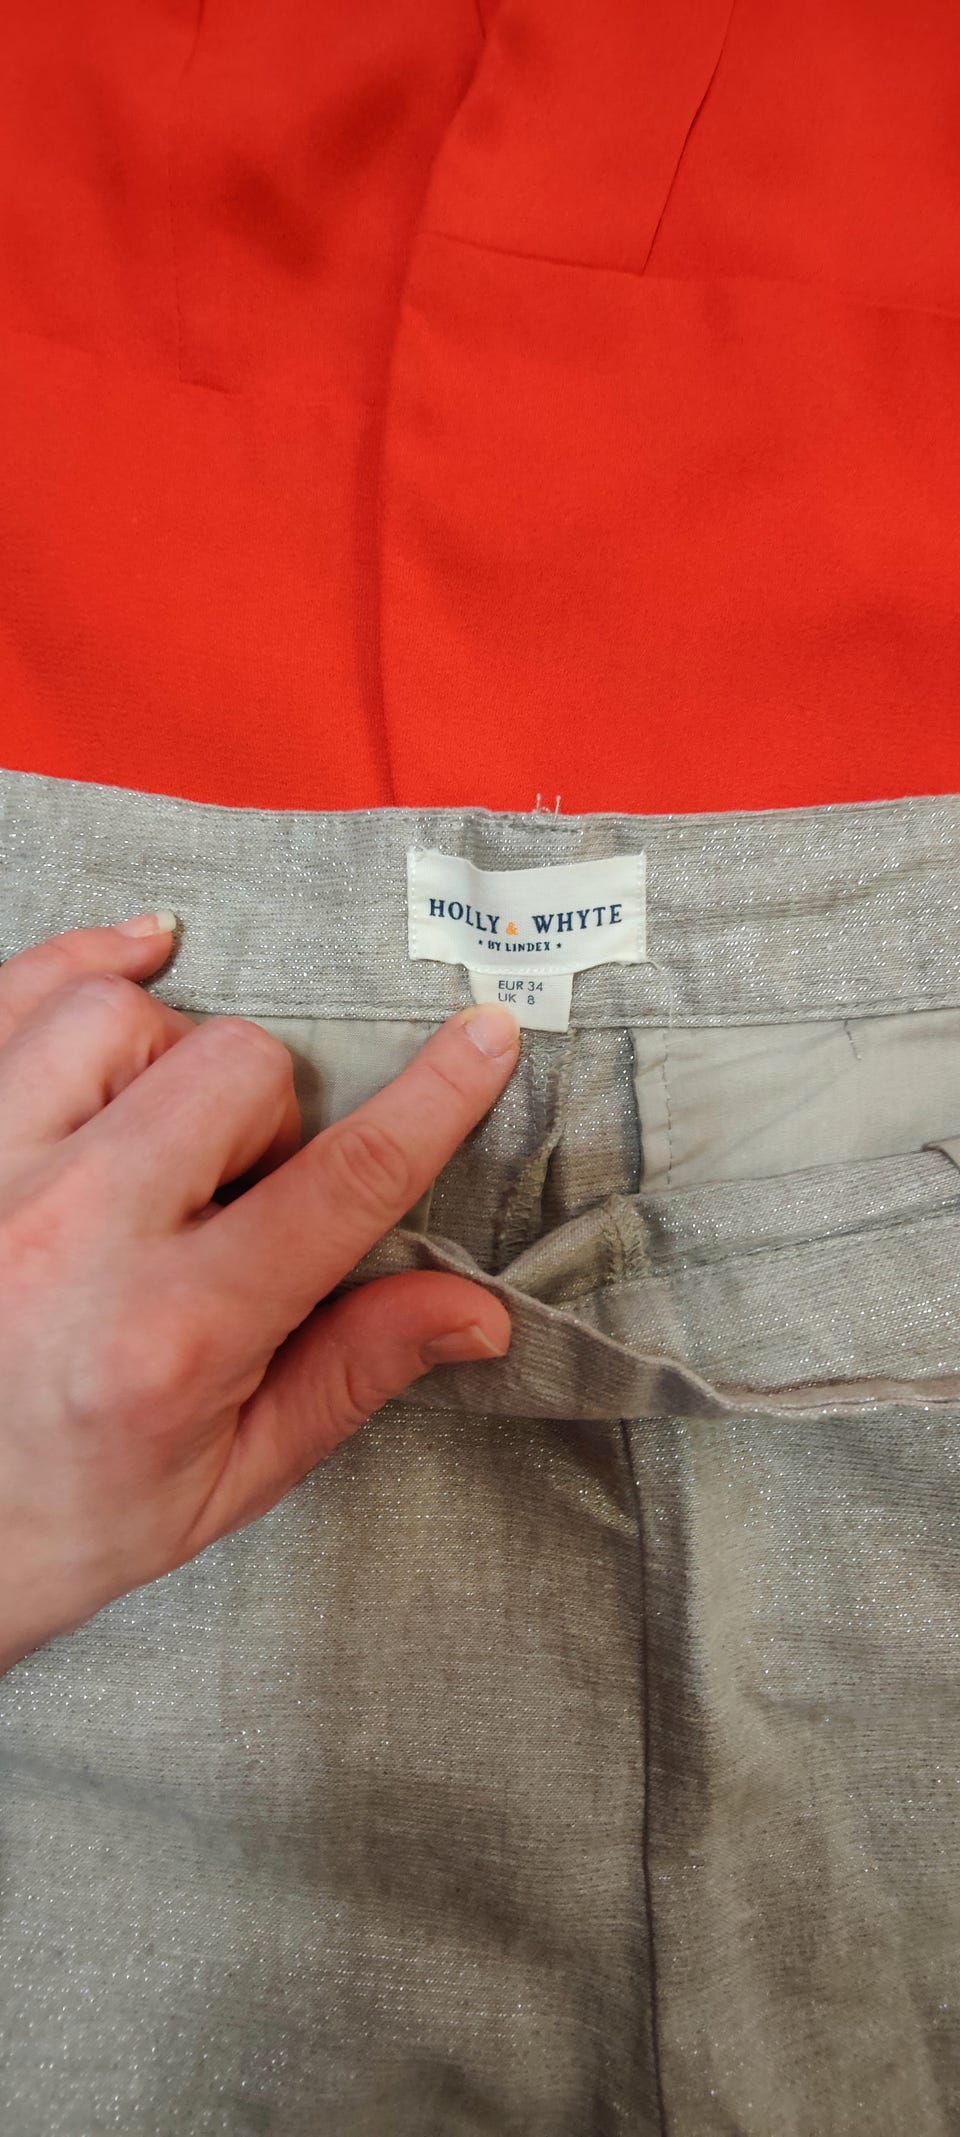 HOLLY & WHYTE
* BY LINDEX *
EUR 34
UK 8